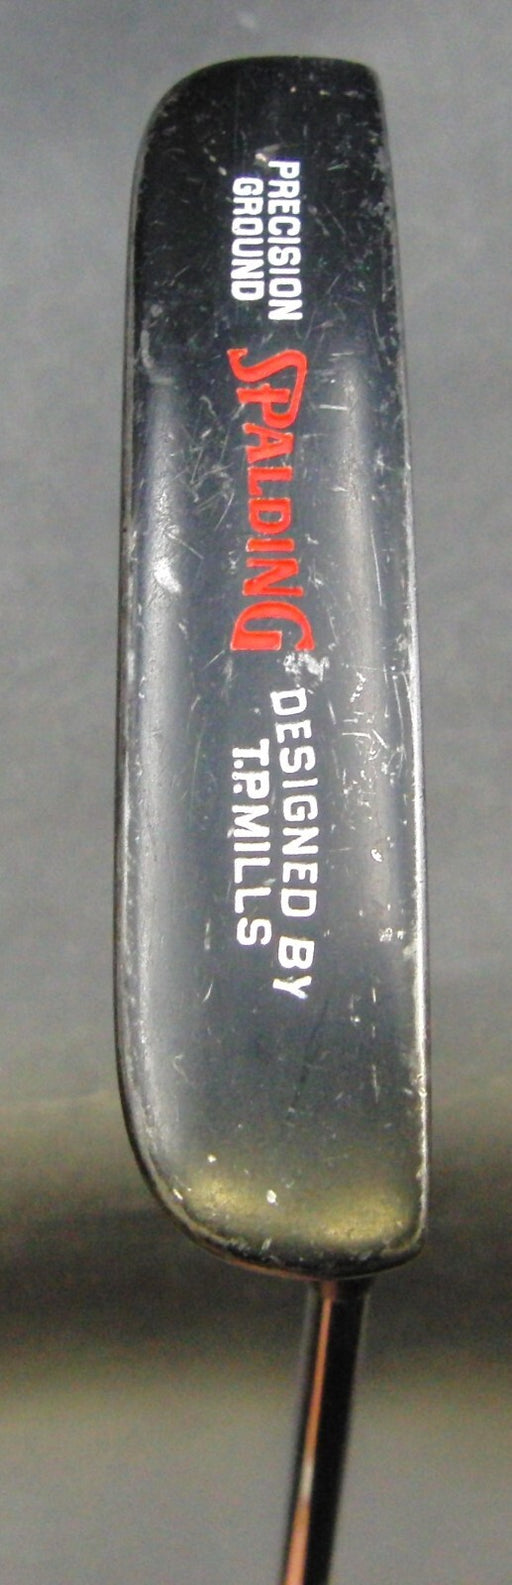 PRECISION
GROUND
SPALDING
DESIGNED BY
T.P.MILLS